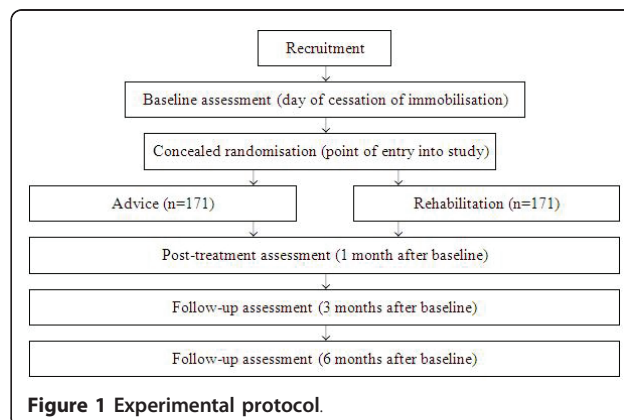 Recruitment
Baseline assessment (day of cessation of immobilisation)
Concealed randomisation (point of entry into study)
Advice (n=171)
Rehabilitation (n=171)
Post-treatment assessment (1 month after baseline)
Follow-up assessment (3 months after baseline)
Follow-up assessment (6 months after baseline)
Figure 1 Experimental protocol.